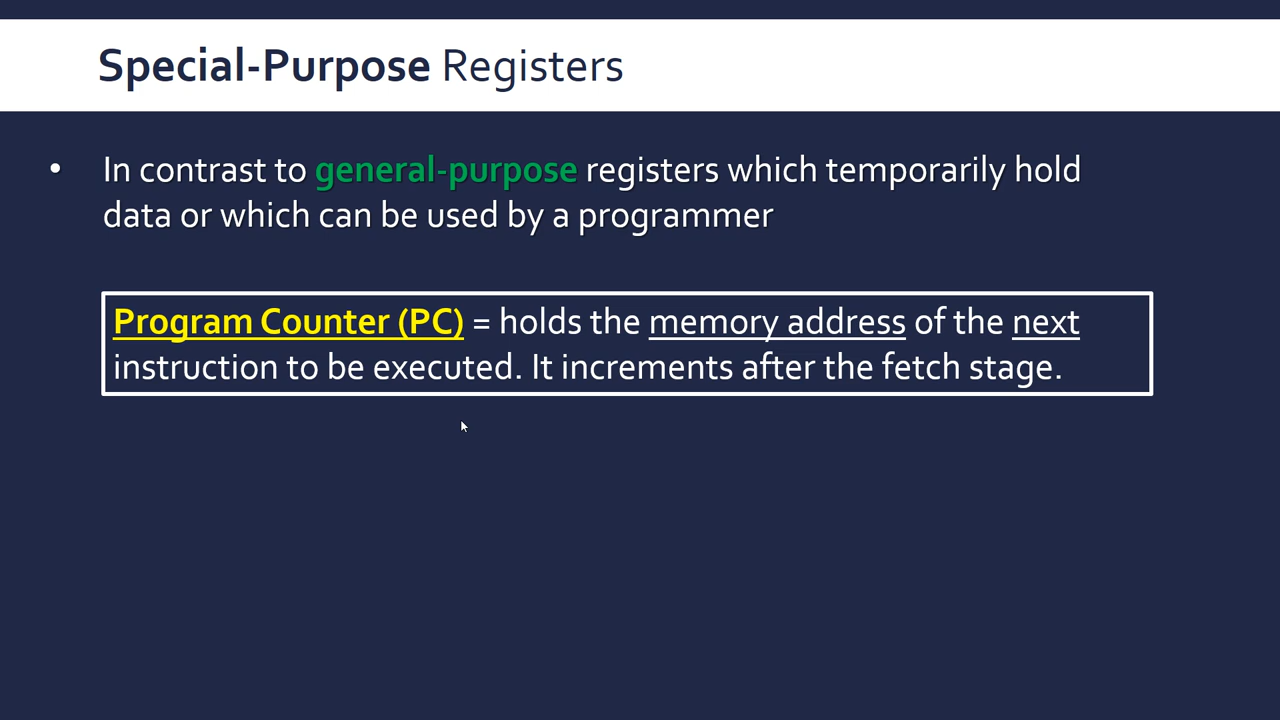 Special-Purpose Registers
• In contrast to general-purpose registers which temporarily hold
data or which can be used by a programmer
Program Counter (PC) = holds the memory address of the next
instruction to be executed. It increments after the fetch stage.